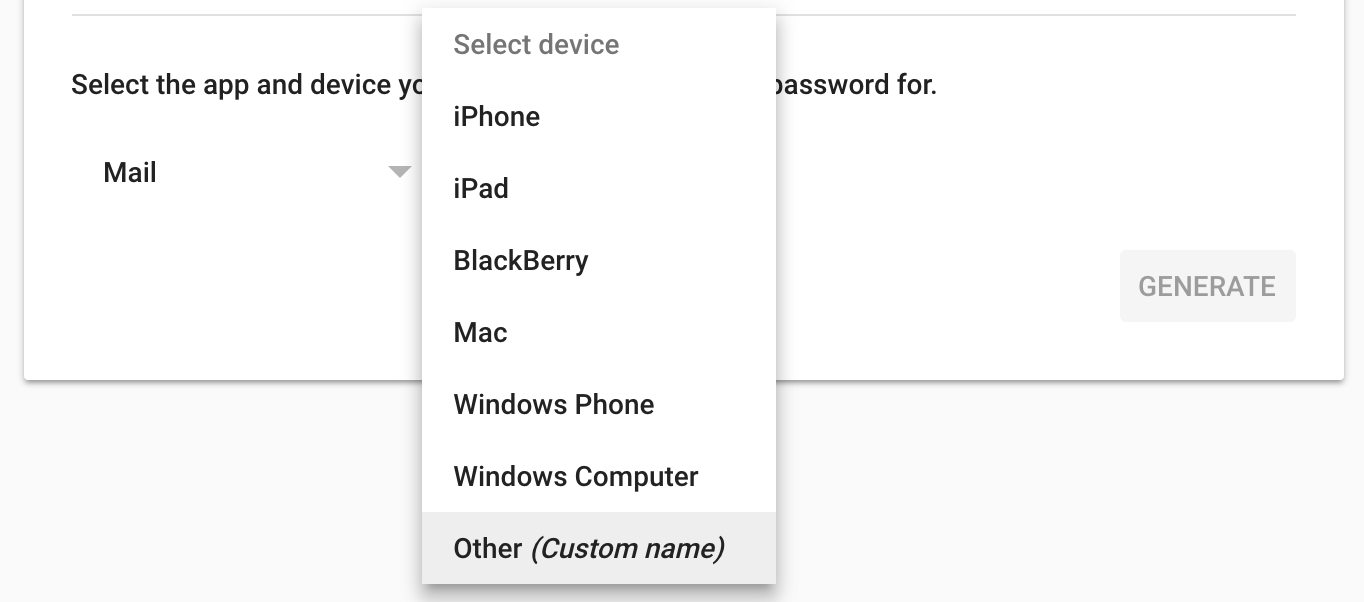 Select device
Select the app and device password for.
iPhone
Mail
iPad
BlackBerry
GENERATE
Mac
Windows Phone
Windows Computer
Other (Custom name)